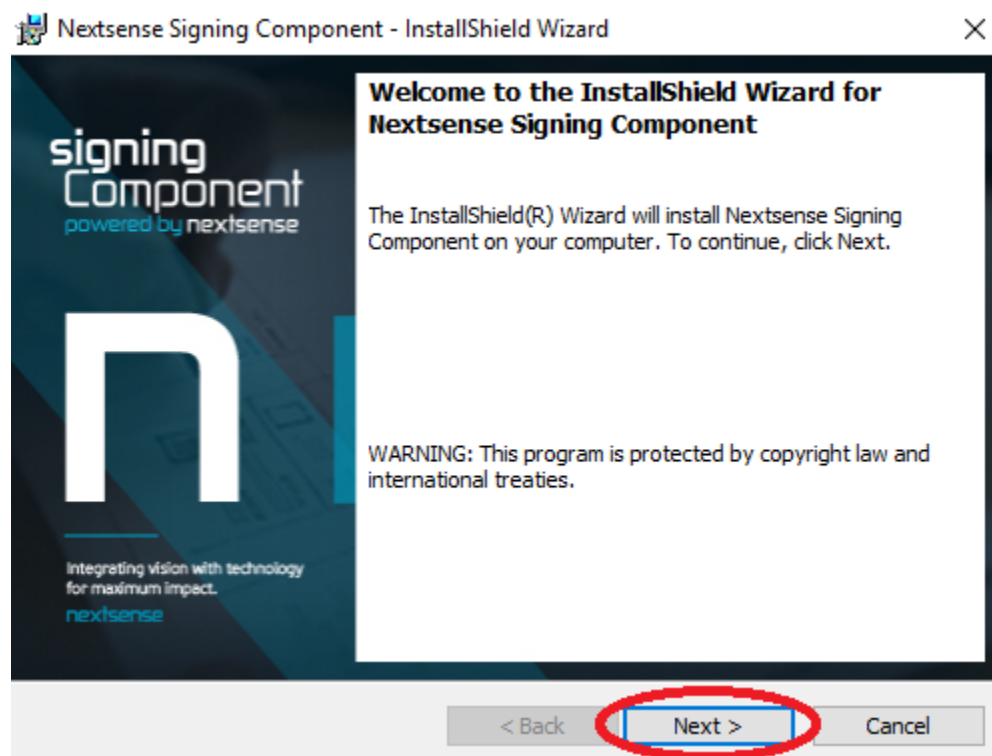 Nextsense Signing Component - InstallShield Wizard
signing
Component
powered by nextsense
n
Integrating vision with technology
for maximum impact.
nextsense
Welcome to the InstallShield Wizard for
Nextsense Signing Component
The InstallShield(R) Wizard will install Nextsense Signing
Component on your computer. To continue, click Next.
WARNING: This program is protected by copyright law and
international treaties.
< Back
Next >
Cancel